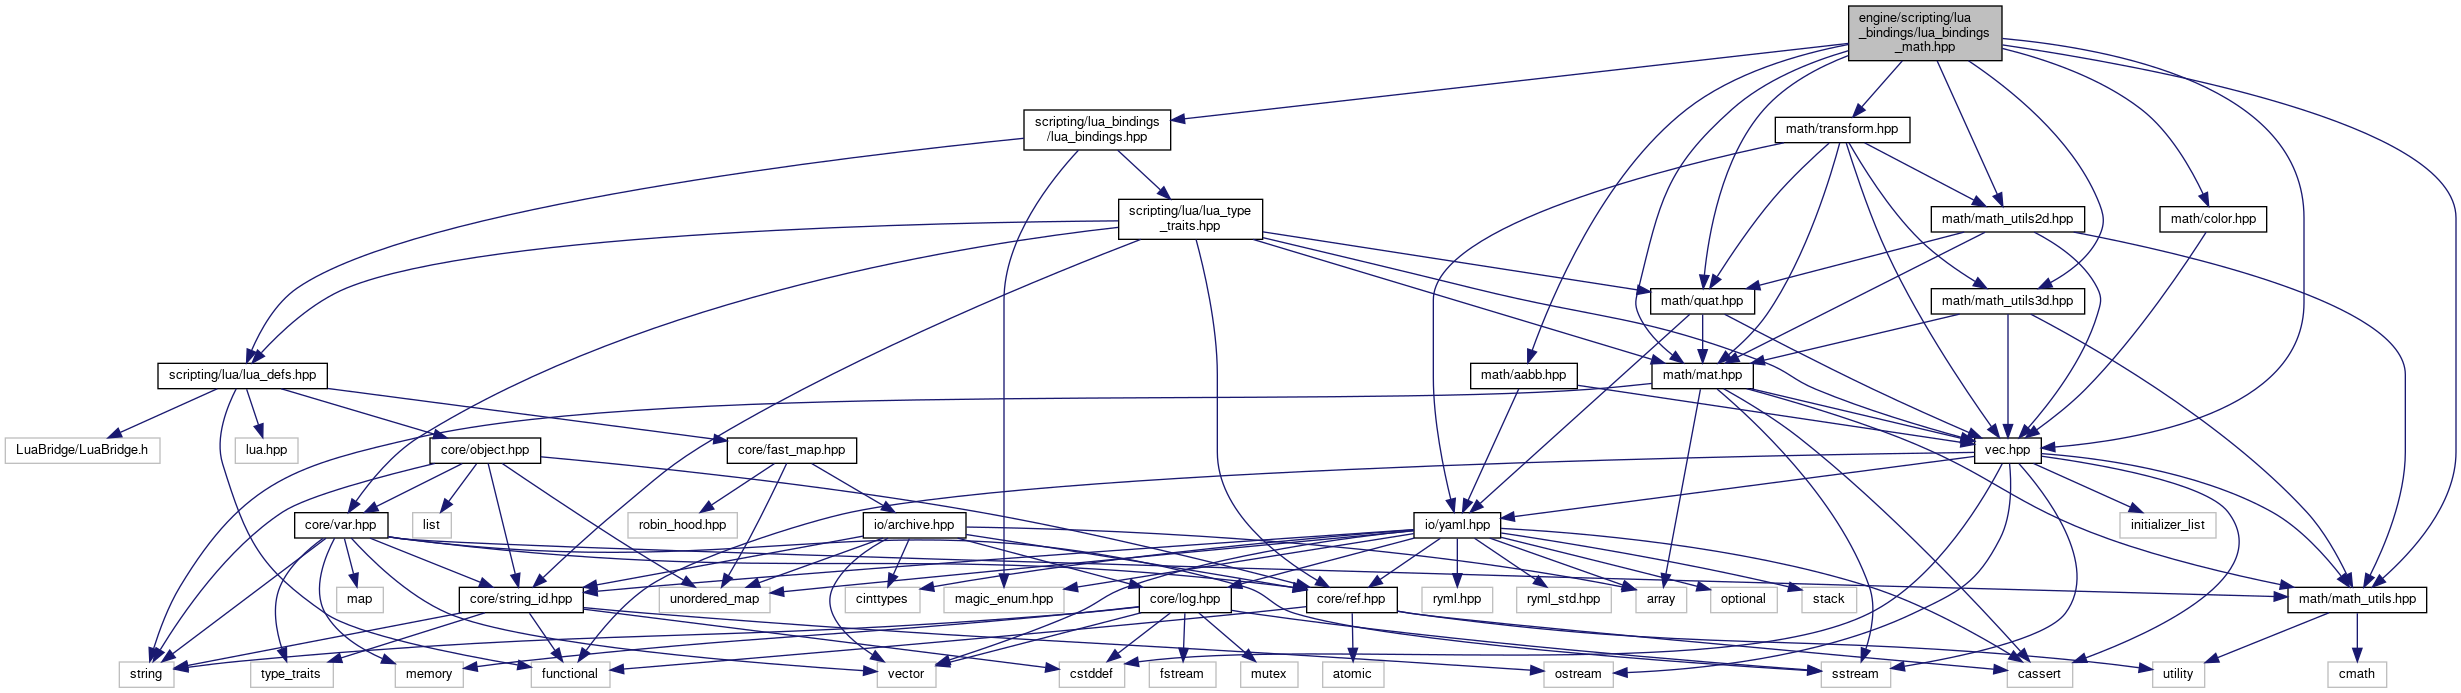 engine/scripting/lua
_bindings/lua_bindings
_math.hpp
scripting/lua_bindings
/lua_bindings.hpp
math/transform.hpp
scripting/lua/lua_type
_traits.hpp
math/math_utils2d.hpp
math/color.hpp
math/quat.hpp
math/math_utils3d.hpp
scripting/lua/lua_defs.hpp
math/aabb.hpp
math/mat.hpp
LuaBridge/LuaBridge.h
lua.hpp
core/object.hpp
core/fast_map.hpp
vec.hpp
core/var.hpp
list
robin_hood.hpp
io/archive.hpp
io/yaml.hpp
initializer_list
map
core/string_id.hpp
unordered_map
cinttypes
magic_enum.hpp
core/log.hpp
core/ref.hpp
ryml.hpp
ryml_std.hpp
array
optional
stack
math/math_utils.hpp
string
type_traits
memory
functional
vector
cstddef
fstream
mutex
atomic
ostream
sstream
cassert
utility
cmath